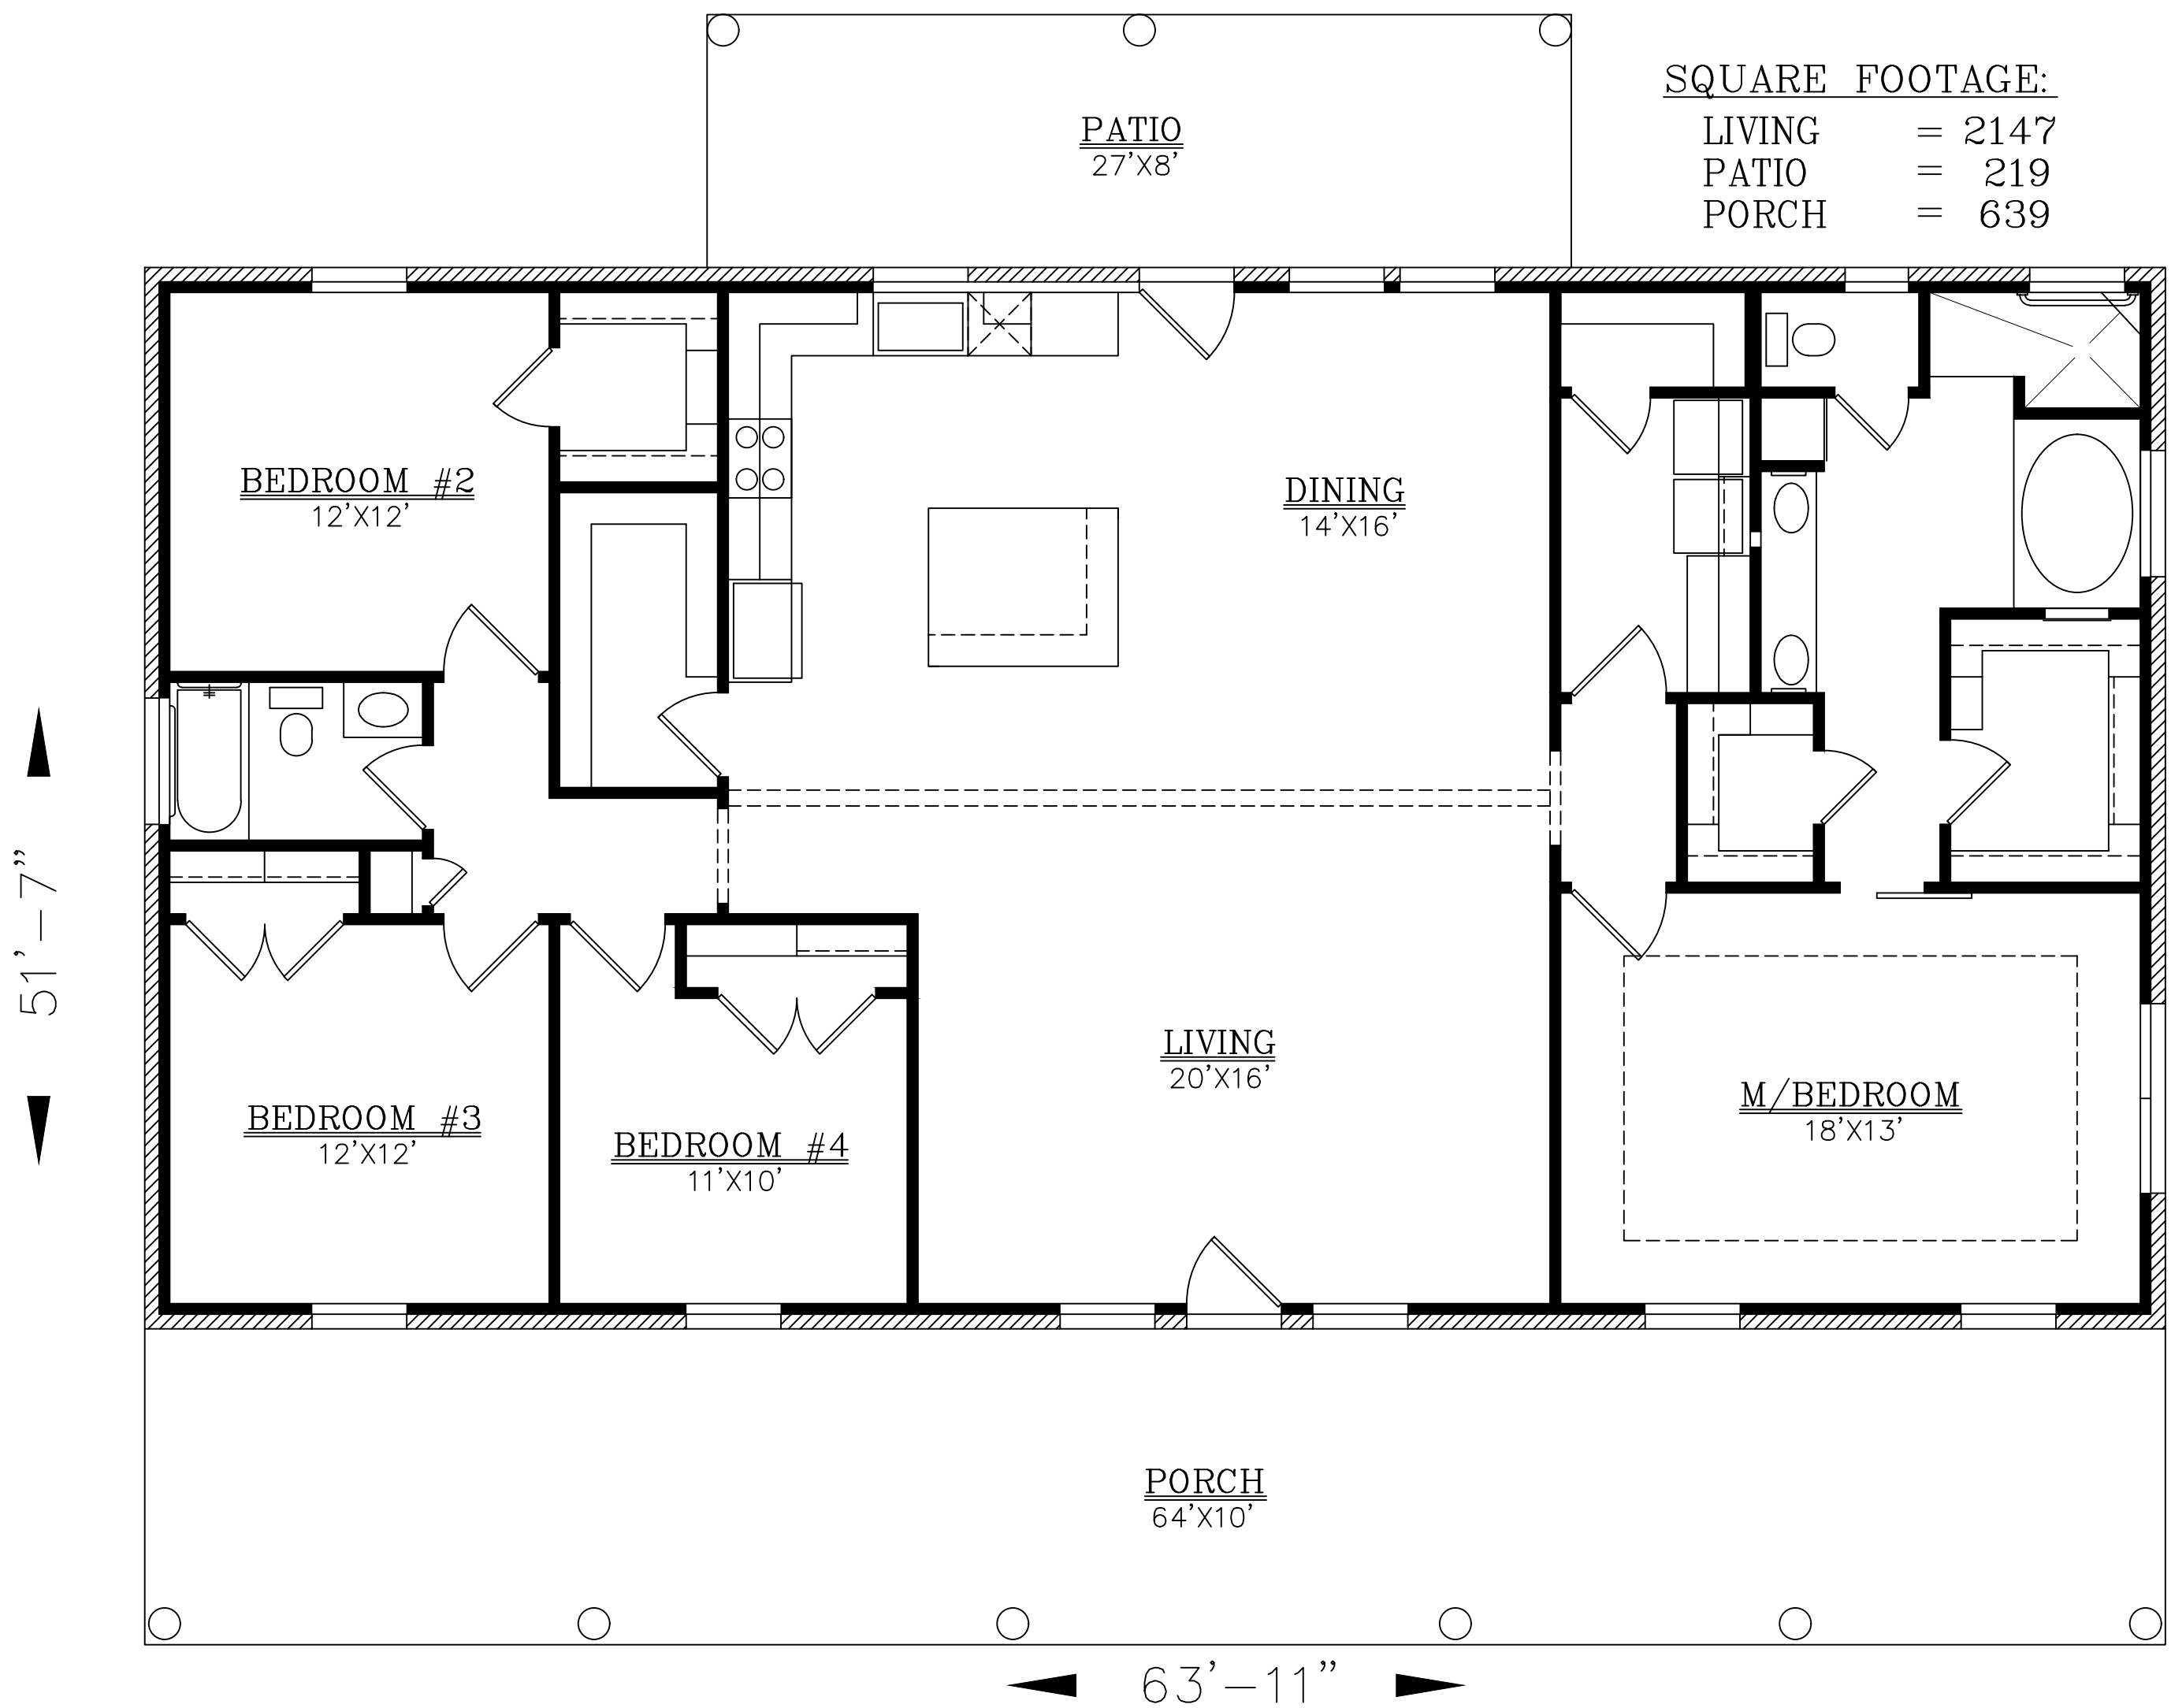 SQUARE FOOTAGE:
LIVING = 2147
PATIO = 219
PORCH = 639
PATIO
27'X8'
BEDROOM #2
12'X12'
DINING
14'X16'
51'-7"
LIVING
20'X16'
M/BEDROOM
18'X13'
BEDROOM #3
12'X12'
BEDROOM #4
11'X10'
PORCH
64'X10'
63'-11"